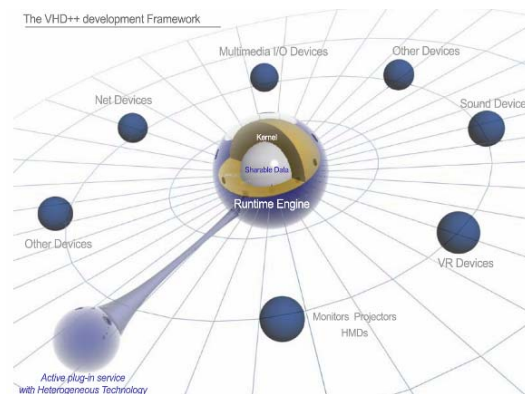 The VHD++ development Framework
Multimedia I/O Devices
Other Devices
Net Devices
Sound Device
Kernel
Sharable Data
Runtime Engine
Other Devices
VR Devices
Monitors Projectors
HMDs
Active plug-in service
with Heterogeneous Technology